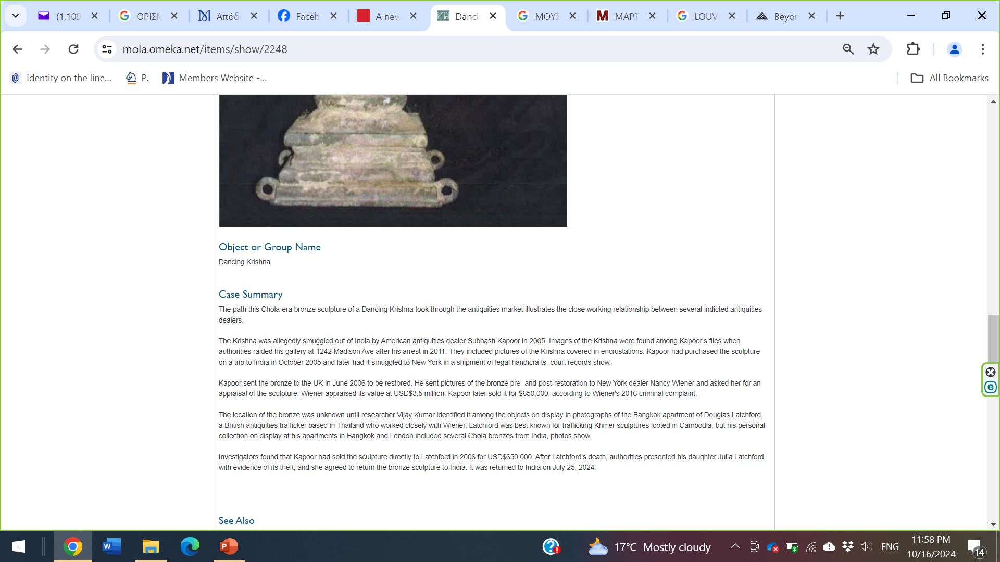 (1,109
ΟΡΙΣΜ
Απόδ
Faceb
A new
Danci
ΜΟΥΣ
ΜΑΡΤ
LOUV
Beyon
mola.omeka.net/items/show/2248
Identity on the line...
P.
Members Website -...
All Bookmarks
Object or Group Name
Dancing Krishna
Case Summary
The path this Chola-era bronze sculpture of a Dancing Krishna took through the antiquities market illustrates the close working relationship between several indicted antiquities
dealers.
The Krishna was allegedly smuggled out of India by American antiquities dealer Subhash Kapoor in 2005. Images of the Krishna were found among Kapoor's files when
authorities raided his gallery at 1242 Madison Ave after his arrest in 2011. They included pictures of the Krishna covered in encrustations. Kapoor had purchased the sculpture
on a trip to India in October 2005 and later had it smuggled to New York in a shipment of legal handicrafts, court records show.
Kapoor sent the bronze to the UK in June 2006 to be restored. He sent pictures of the bronze pre- and post-restoration to New York dealer Nancy Wiener and asked her for an
appraisal of the sculpture. Wiener appraised its value at USD$3.5 million. Kapoor later sold it for $650,000, according to Wiener's 2016 criminal complaint.
The location of the bronze was unknown until researcher Vijay Kumar identified it among the objects on display in photographs of the Bangkok apartment of Douglas Latchford,
a British antiquities trafficker based in Thailand who worked closely with Wiener. Latchford was best known for trafficking Khmer sculptures looted in Cambodia, but his personal
collection on display at his apartments in Bangkok and London included several Chola bronzes from India, photos show.
Investigators found that Kapoor had sold the sculpture directly to Latchford in 2006 for USD$650,000. After Latchford's death, authorities presented his daughter Julia Latchford
with evidence of its theft, and she agreed to return the bronze sculpture to India. It was returned to India on July 25, 2024.
See Also
17°C Mostly cloudy
ENG
11:58 PM
10/16/2024
14